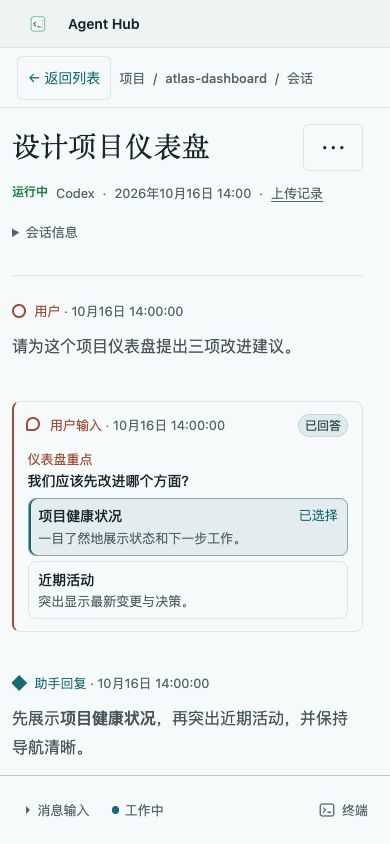 Agent Hub
← 返回列表 项目 / atlas-dashboard / 会话
设计项目仪表盘 ···
运行中 Codex · 2026年10月16日 14:00 · 上传记录
▶ 会话信息
用户 · 10月16日 14:00:00
请为这个项目仪表盘提出三项改进建议。
用户输入 · 10月16日 14:00:00 已回答
仪表盘重点
我们应该先改进哪个方面?
项目健康状况 已选择
一目了然地展示状态和下一步工作。
近期活动
突出显示最新变更与决策。
助手回复 · 10月16日 14:00:00
先展示项目健康状况，再突出近期活动，并保持
导航清晰。
消息输入 工作中 终端